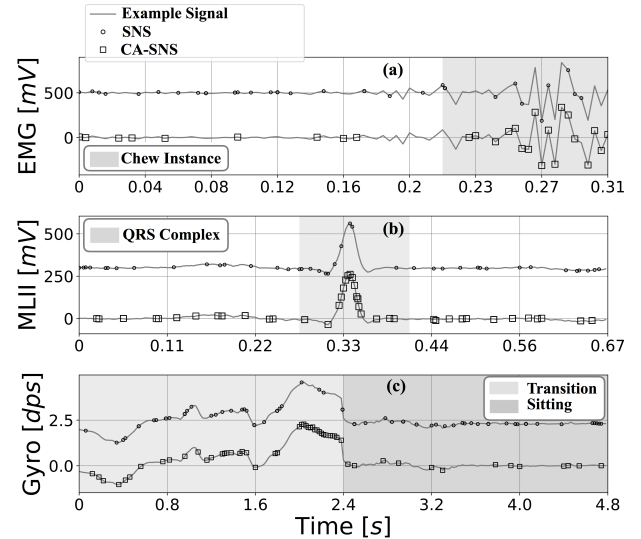 Example Signal
SNS
CA-SNS
(a)
EMG [mV]
500
0
Chew Instance
0 0.04 0.08 0.12 0.16 0.2 0.23 0.27 0.31
(b)
MLII [mV]
500
250
0
QRS Complex
0 0.11 0.22 0.33 0.44 0.56 0.67
(c)
Gyro [dps]
2.5
0.0
Transition
Sitting
0 0.8 1.6 2.4 3.2 4.0 4.8
Time [s]